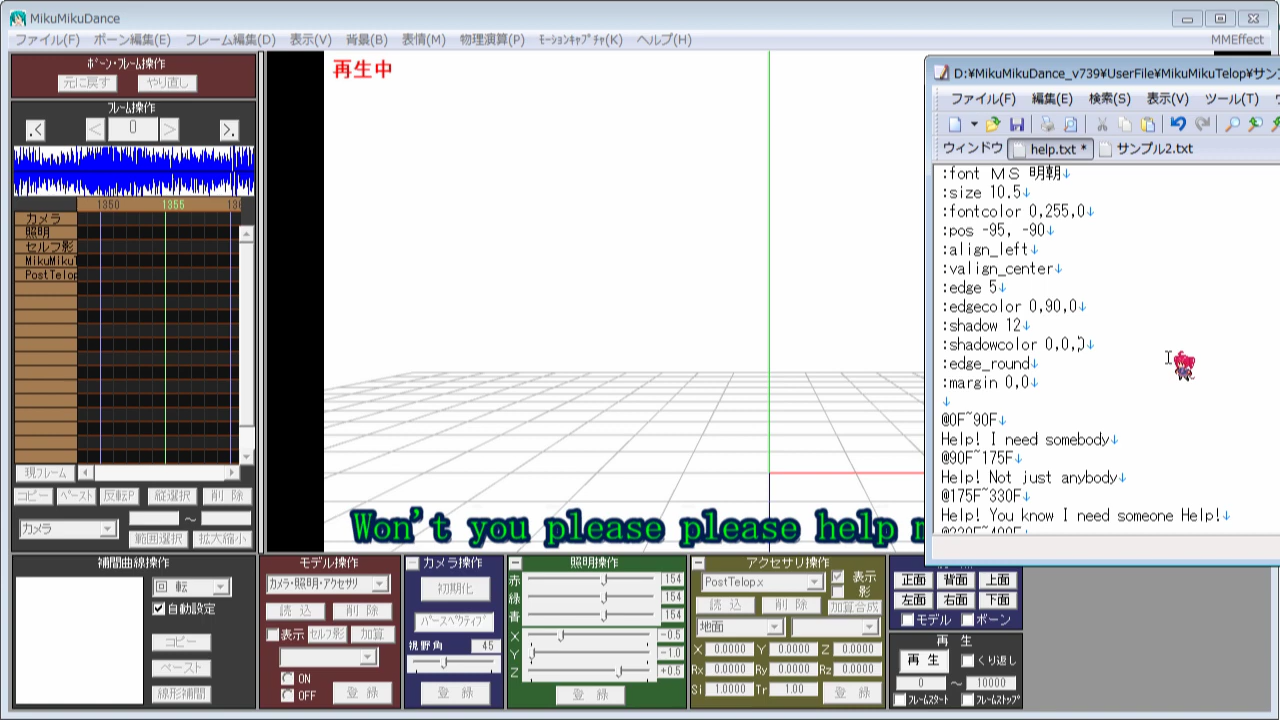 MikuMikuDance
ファイル(F) ボーン編集(E) フレーム編集(D) 表示(V) 背景(B) 表情(M) 物理演算(P) ﾓｰｼｮﾝｷｬﾌﾟﾁｬ(K) ヘルプ(H) MMEffect
ﾎﾞｰﾝ・ﾌﾚｰﾑ操作
元に戻す やり直し
ﾌﾚｰﾑ操作
.< < 0 > >.
1350 1355
カメラ
照明
セルフ影
PostTelop
現フレーム
コピー ﾍﾟｰｽﾄ 反転P 縦選択 削 除
～
カメラ 範囲選択 拡大縮小
再生中
Won't you please please help
D:¥MikuMikuDance_v739¥UserFile¥MikuMikuTelop¥サン
ファイル(F) 編集(E) 検索(S) 表示(V) ツール(T)
ウィンドウ help.txt * サンプル2.txt
:font ＭＳ 明朝↓
:size 10.5↓
:fontcolor 0,255,0↓
:pos -95, -90↓
:align_left↓
:valign_center↓
:edge 5↓
:edgecolor 0,90,0↓
:shadow 12↓
:shadowcolor 0,0,0↓
:edge_round↓
:margin 0,0↓
↓
@0F~90F↓
Help! I need somebody↓
@90F~175F↓
Help! Not just anybody↓
@175F~330F↓
Help! You know I need someone Help!↓
補間曲線操作
回 転
自動設定
コピー
ペースト
線形補間
モデル操作
ｶﾒﾗ・照明・ｱｸｾｻﾘ
読 込 削 除
表示 ｾﾙﾌ影 加算
ON
OFF
登 録
カメラ操作
初期化
ﾊﾟｰｽﾍﾟｸﾃｨﾌﾞ
視野角 45
登 録
照明操作
赤 154
緑 154
青 154
X -0.5
Y -1.0
Z +0.5
登 録
アクセサリ操作
PostTelop.x 表示
影
読 込 削 除 加算合成
地面
X 0.0000 Y 0.0000 Z 0.0000
Rx 0.0000 Ry 0.0000 Rz 0.0000
Si 1.0000 Tr 1.00 登 録
正面 背面 上面
左面 右面 下面
モデル ボーン
再 生
再 生 くり返し
0 ～ 10000
ﾌﾚｰﾑｽﾀｰﾄ ﾌﾚｰﾑｽﾄｯﾌﾟ